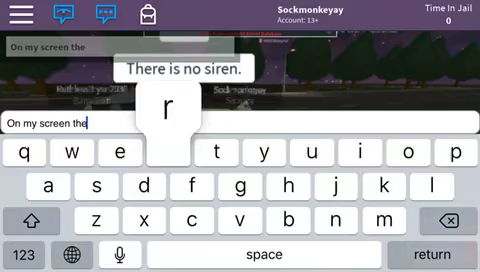 Sockmonkeyay
Account: 13+
Time In Jail
0
On my screen the
There is no siren.
On my screen the
r
q w e t y u i o p
a s d f g h j k l
z x c v b n m
123 space return